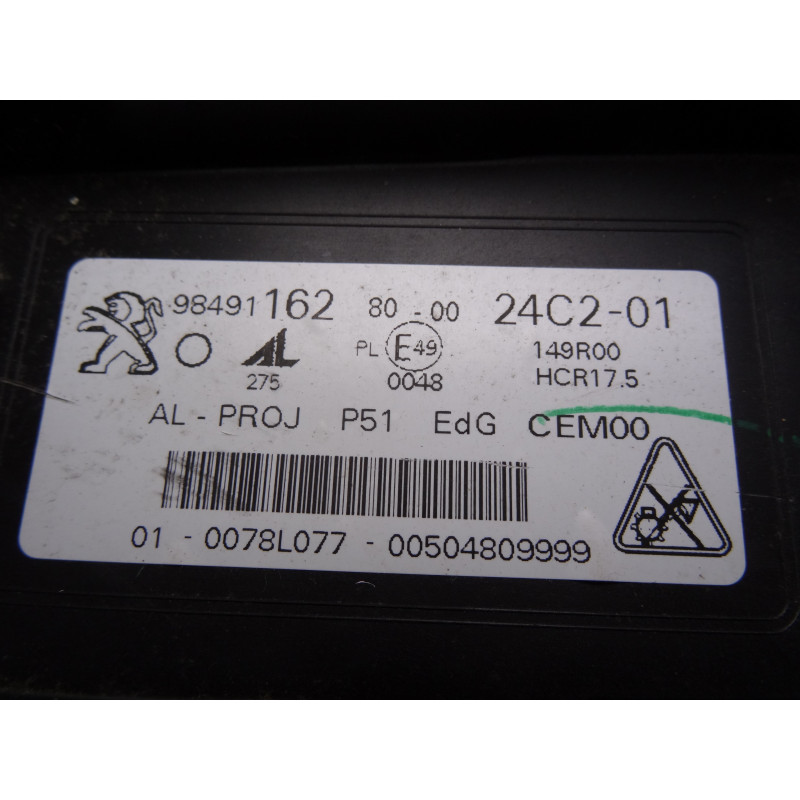 98491162 80-00 24C2-01
AL PL E49 149R00
275 0048 HCR17.5
AL-PROJ P51 EdG CEM00
01-0078L077-00504809999